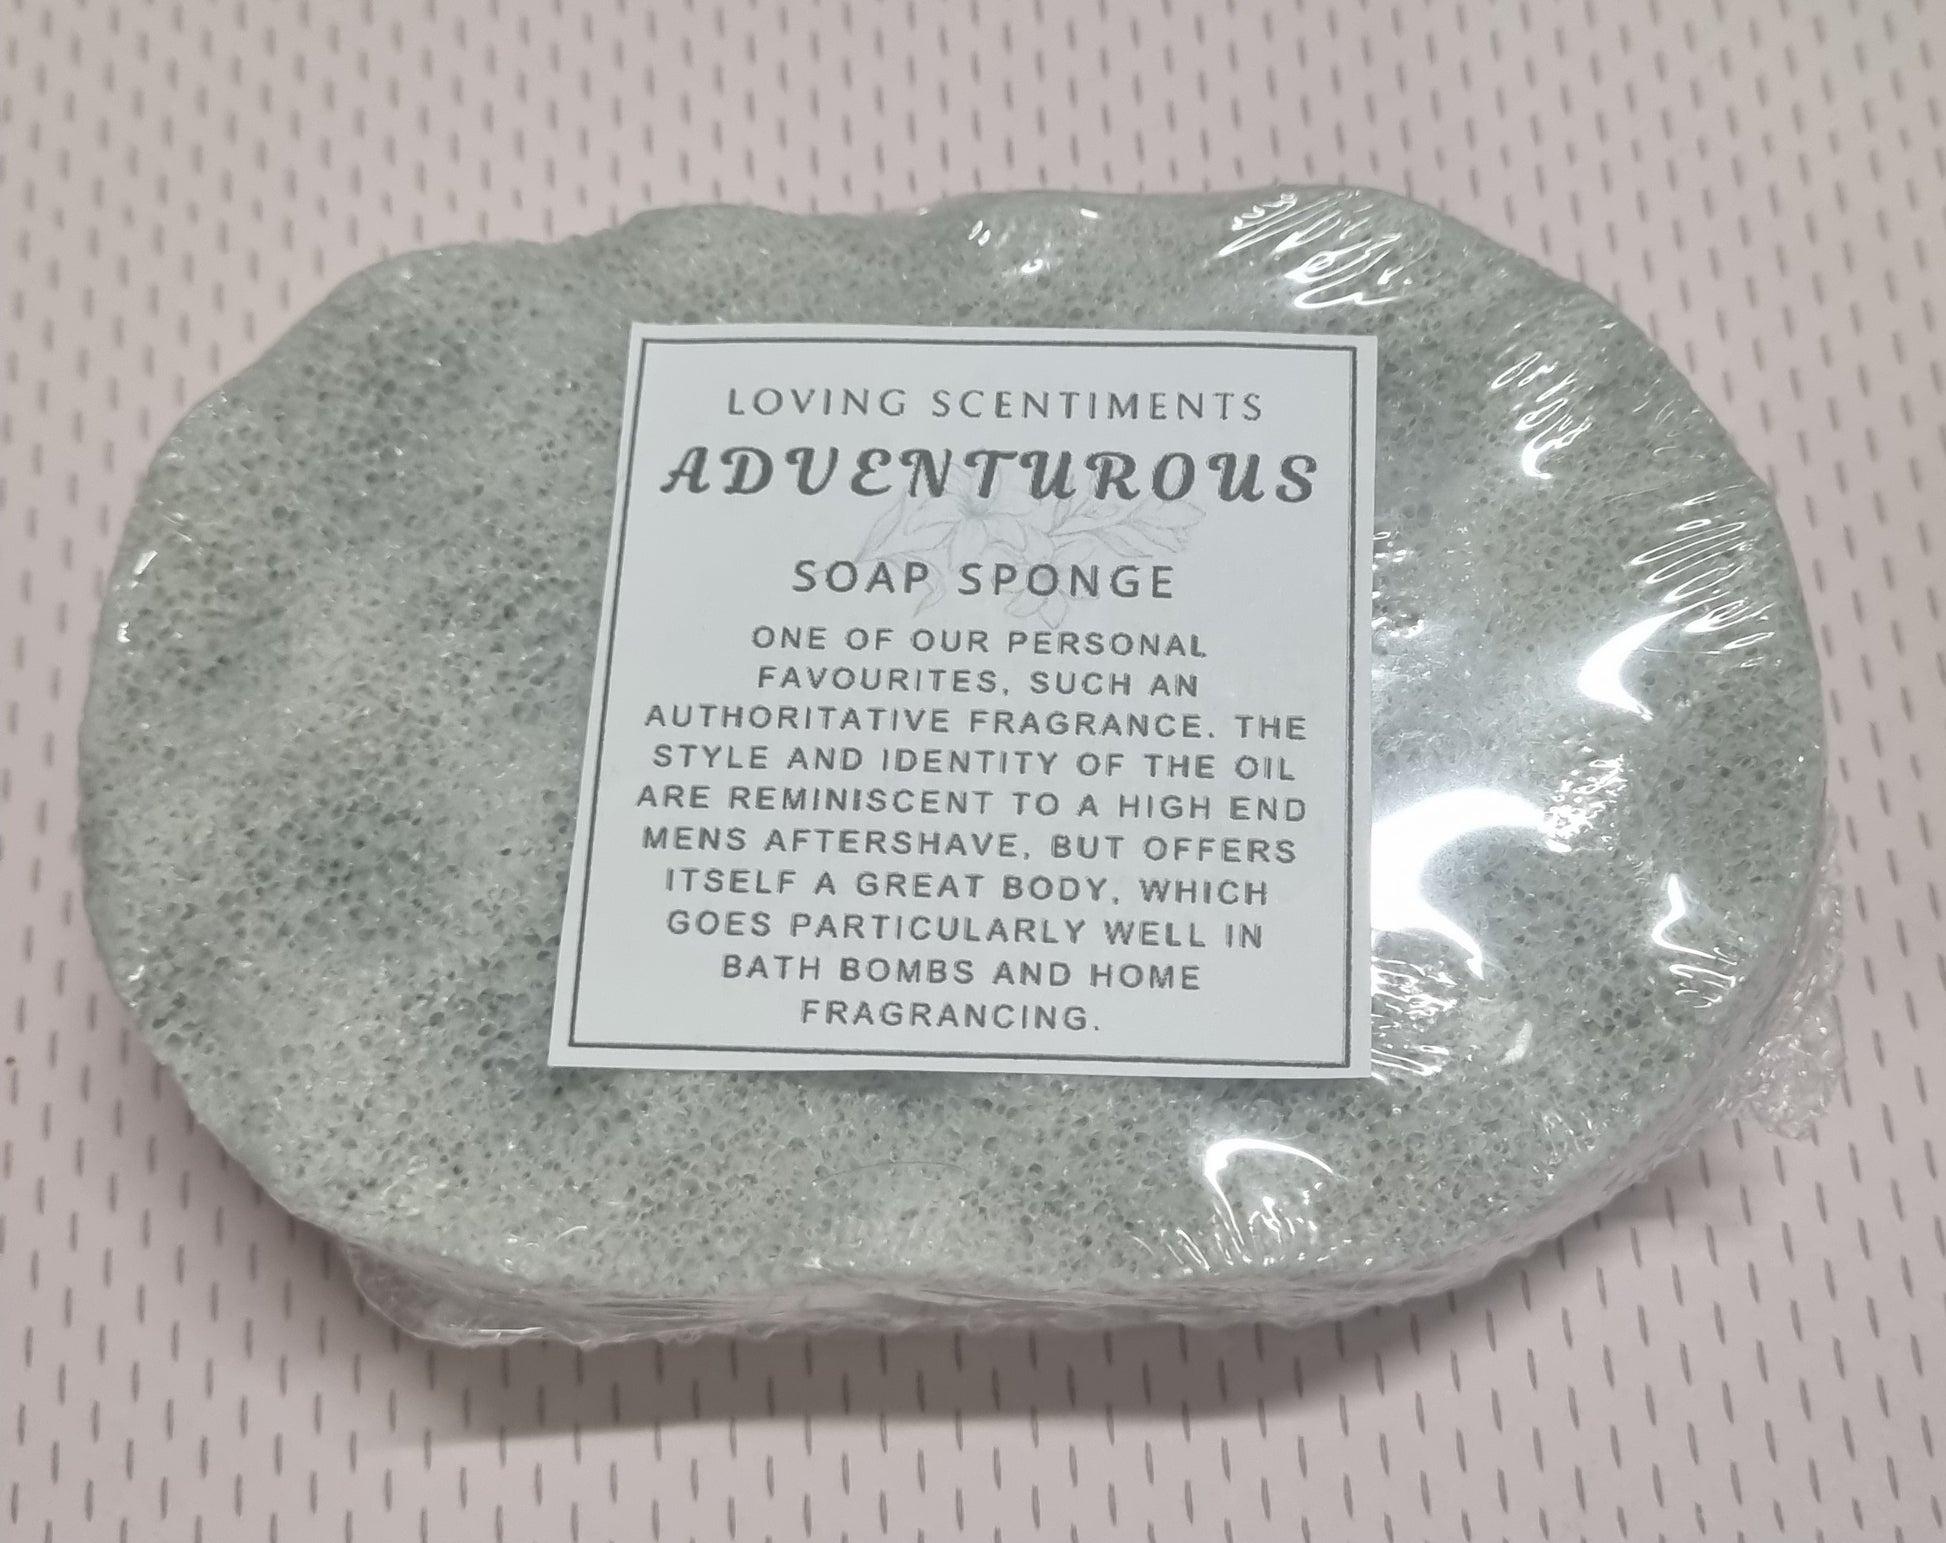 LOVING SCENTIMENTS
ADVENTUROUS
SOAP SPONGE
ONE OF OUR PERSONAL
FAVOURITES, SUCH AN
AUTHORITATIVE FRAGRANCE. THE
STYLE AND IDENTITY OF THE OIL
ARE REMINISCENT TO A HIGH END
MENS AFTERSHAVE, BUT OFFERS
ITSELF A GREAT BODY, WHICH
GOES PARTICULARLY WELL IN
BATH BOMBS AND HOME
FRAGRANCING.